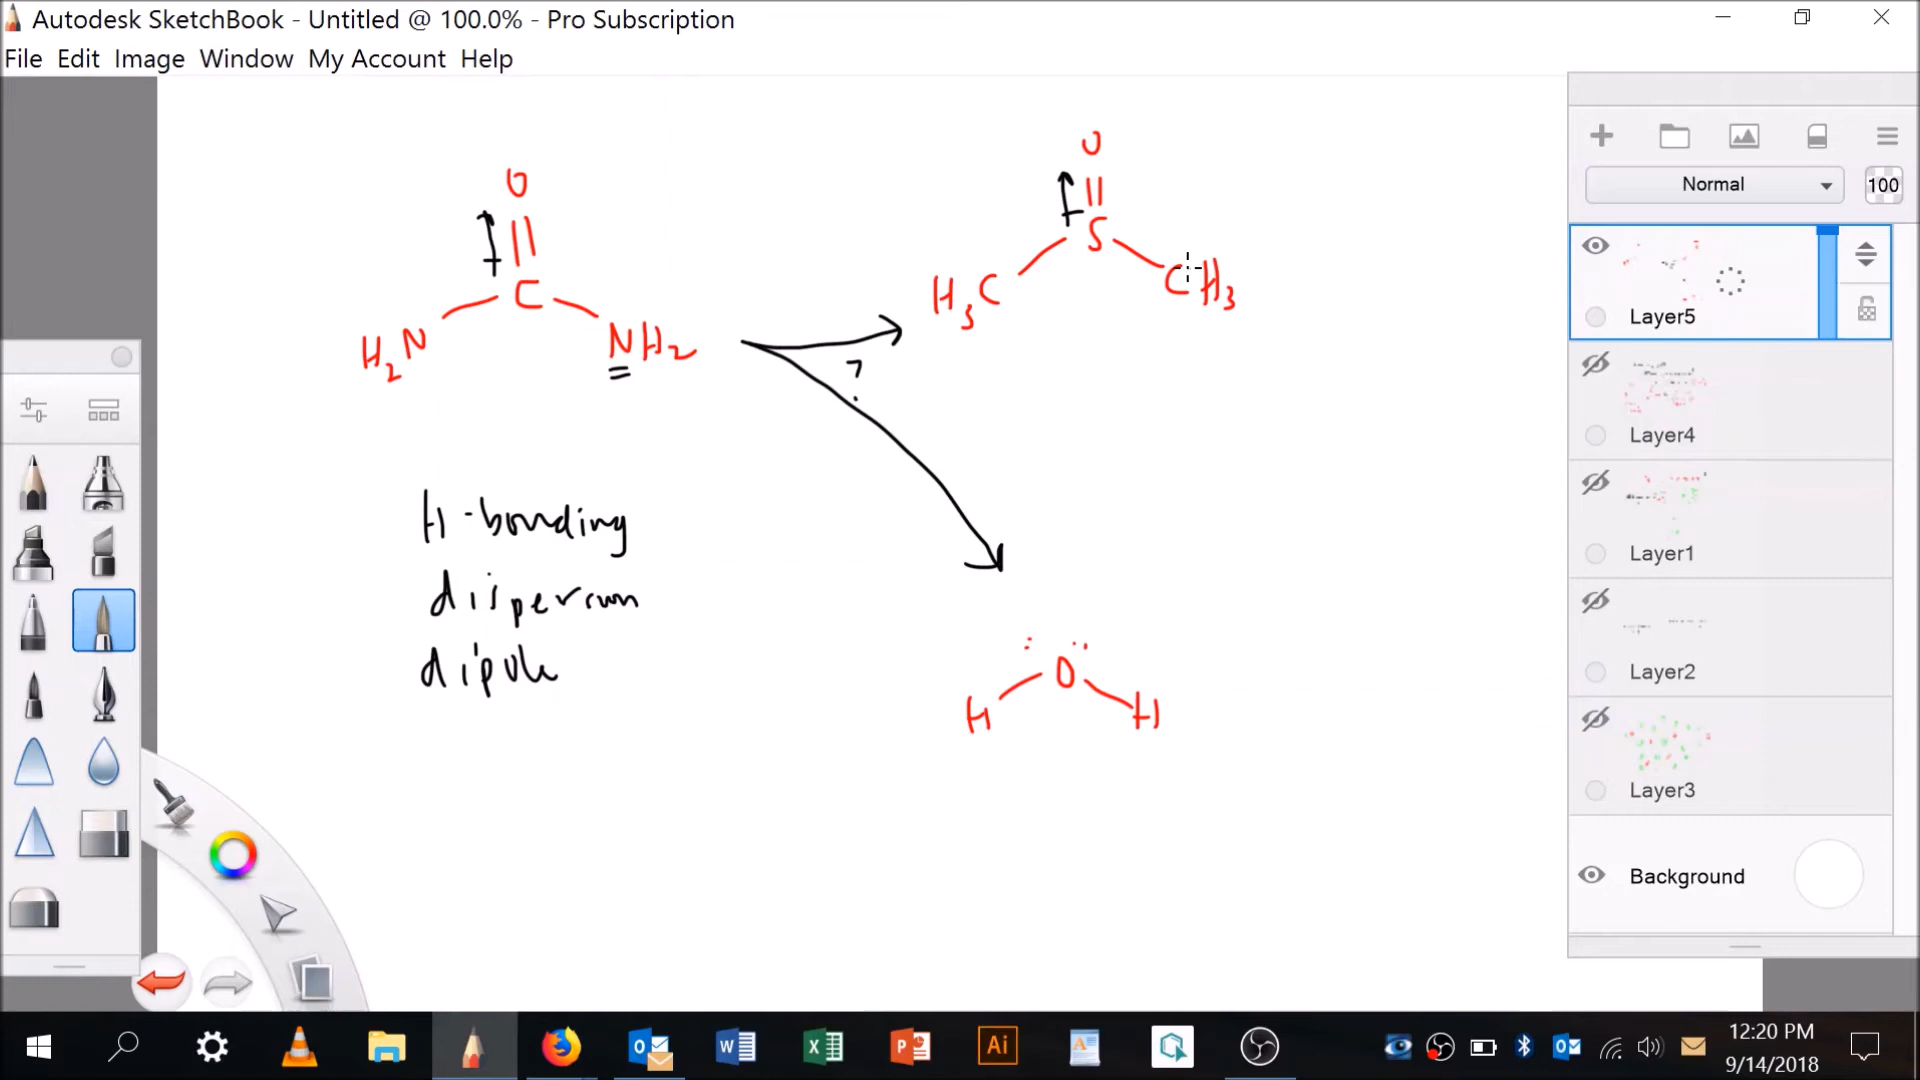 Autodesk SketchBook - Untitled @ 100.0% - Pro Subscription
File Edit Image Window My Account Help
O
C
H2N
NH2
O
S
H3C
CH3
?
H-bonding
dispersion
dipole
O
H H
Normal
100
Layer5
Layer4
Layer1
Layer2
Layer3
Background
12:20 PM
9/14/2018